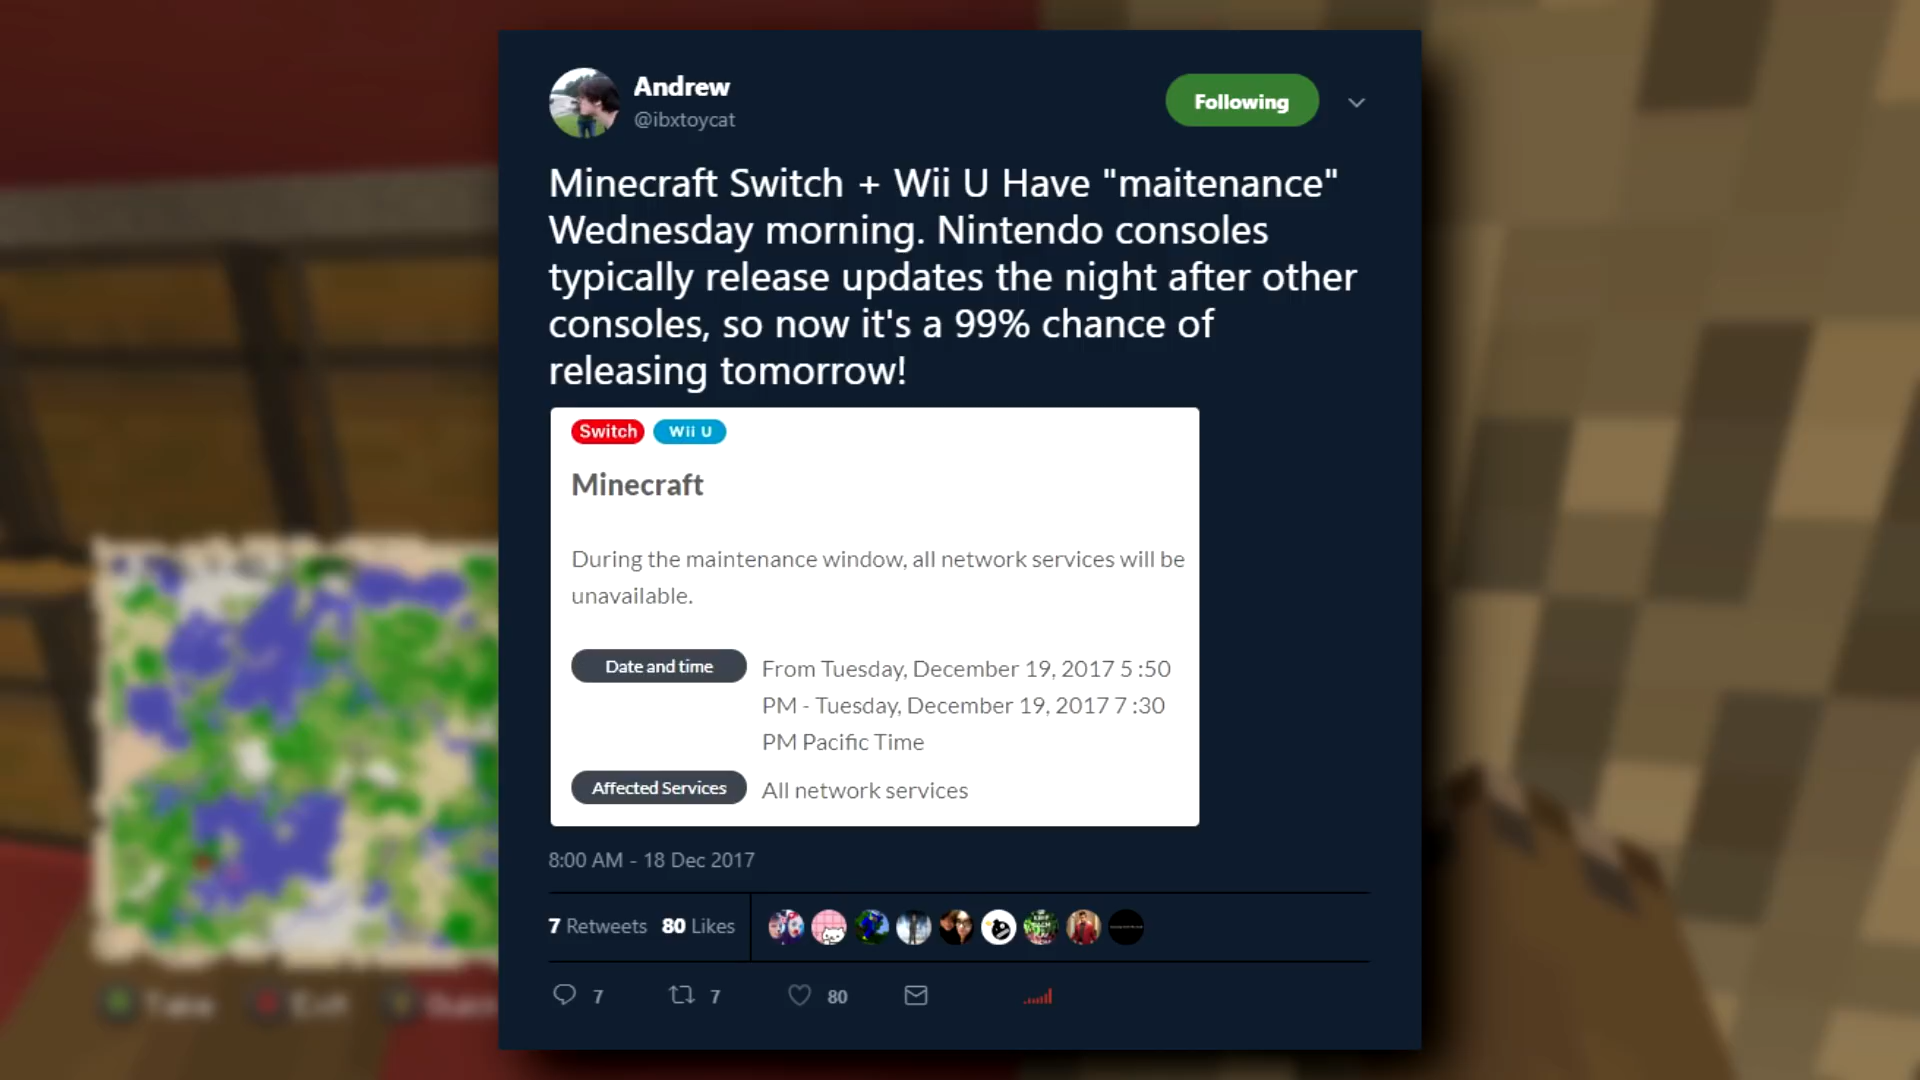 Andrew
@ibxtoycat
Following
Minecraft Switch + Wii U Have "maitenance"
Wednesday morning. Nintendo consoles
typically release updates the night after other
consoles, so now it's a 99% chance of
releasing tomorrow!
Switch Wii U
Minecraft
During the maintenance window, all network services will be
unavailable.
Date and time From Tuesday, December 19, 2017 5 :50
PM - Tuesday, December 19, 2017 7 :30
PM Pacific Time
Affected Services All network services
8:00 AM - 18 Dec 2017
7 Retweets 80 Likes
7 7 80
Take Exit